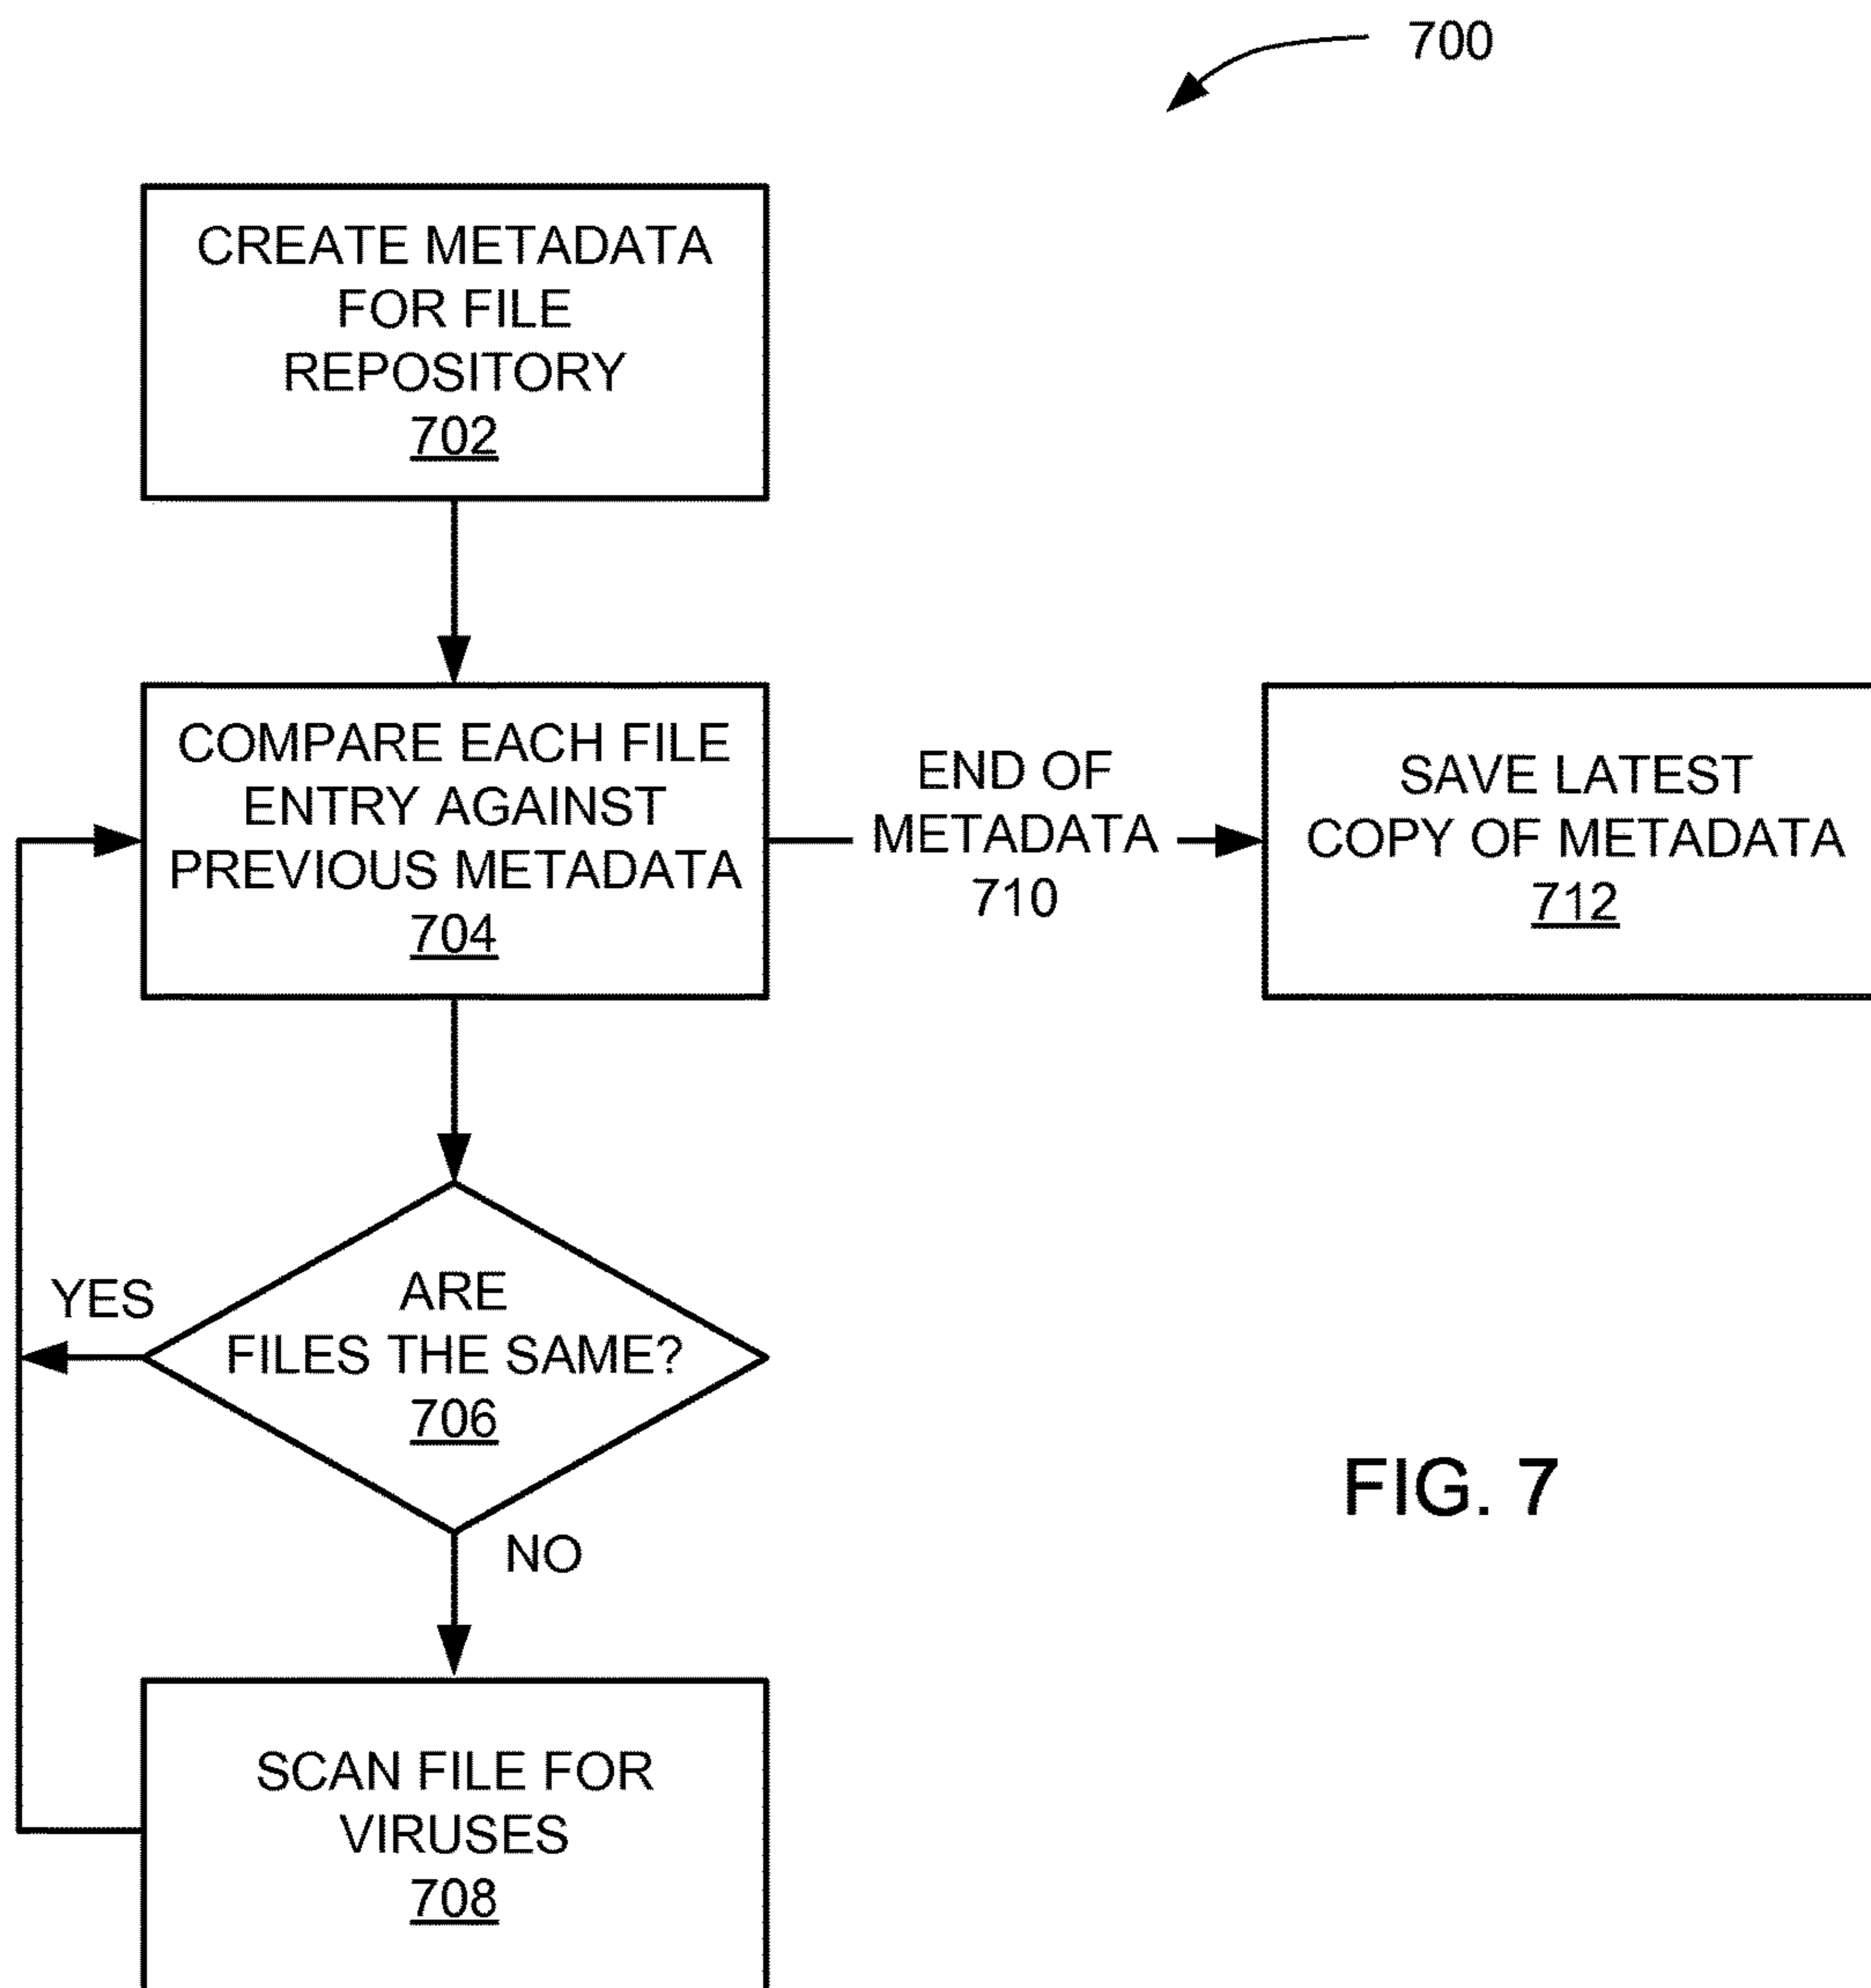 700
CREATE METADATA
FOR FILE
REPOSITORY
702
COMPARE EACH FILE
ENTRY AGAINST
PREVIOUS METADATA
704
END OF
METADATA
710
SAVE LATEST
COPY OF METADATA
712
YES
ARE
FILES THE SAME?
706
NO
FIG. 7
SCAN FILE FOR
VIRUSES
708